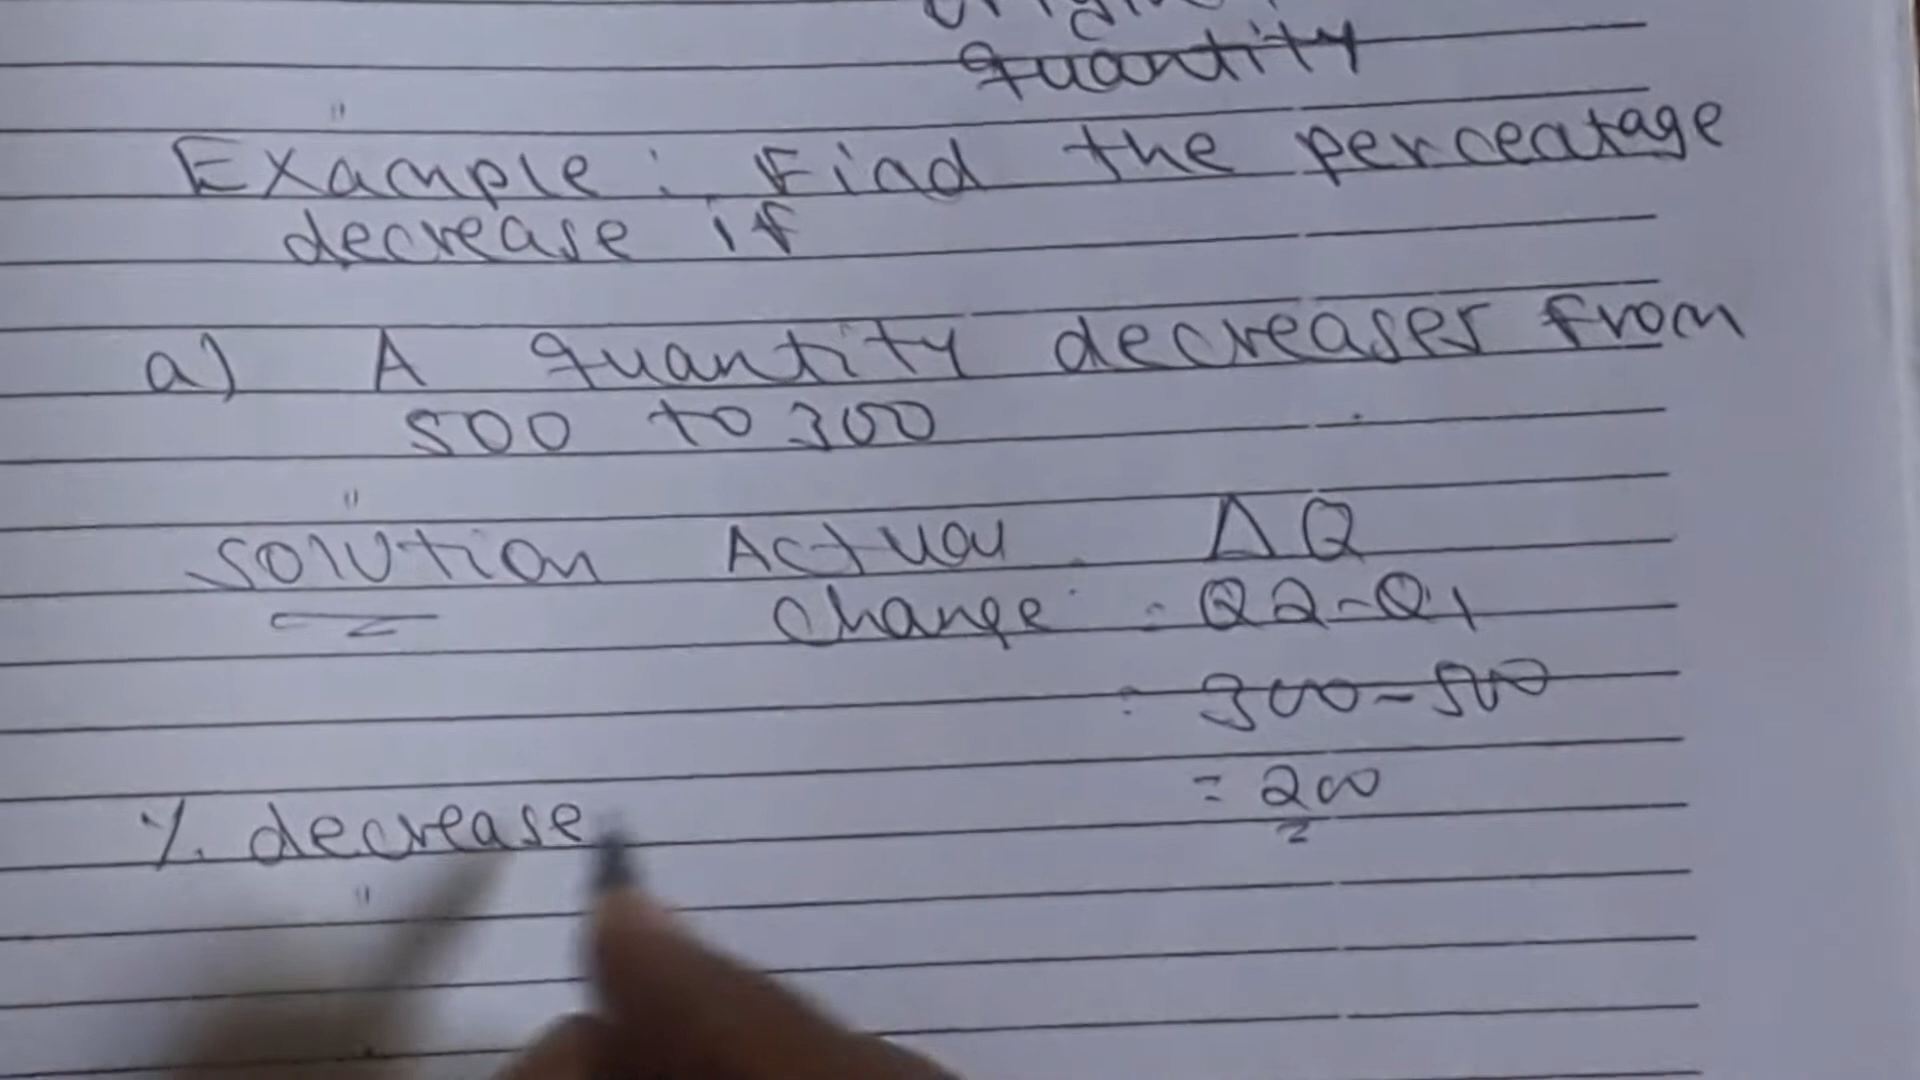 quantity
Example: Find the percentage
decrease if
a) A quantity decreases from
500 to 300
Solution Actual ΔQ
Change = Q2-Q1
= 300-500
= 200
% decrease